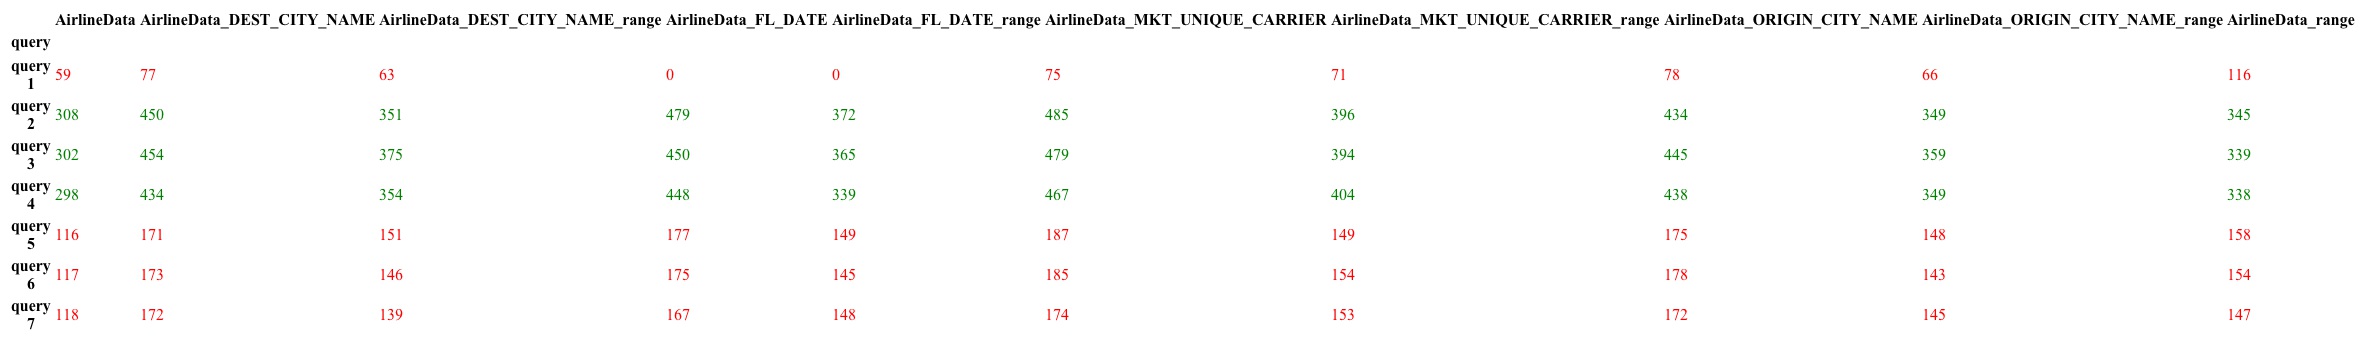 AirlineData AirlineData_DEST_CITY_NAME AirlineData_DEST_CITY_NAME_range AirlineData_FL_DATE AirlineData_FL_DATE_range AirlineData_MKT_UNIQUE_CARRIER AirlineData_MKT_UNIQUE_CARRIER_range AirlineData_ORIGIN_CITY_NAME AirlineData_ORIGIN_CITY_NAME_range AirlineData_range
query
query 1 59 77 63 0 0 75 71 78 66 116
query 2 308 450 351 479 372 485 396 434 349 345
query 3 302 454 375 450 365 479 394 445 359 339
query 4 298 434 354 448 339 467 404 438 349 338
query 5 116 171 151 177 149 187 149 175 148 158
query 6 117 173 146 175 145 185 154 178 143 154
query 7 118 172 139 167 148 174 153 172 145 147